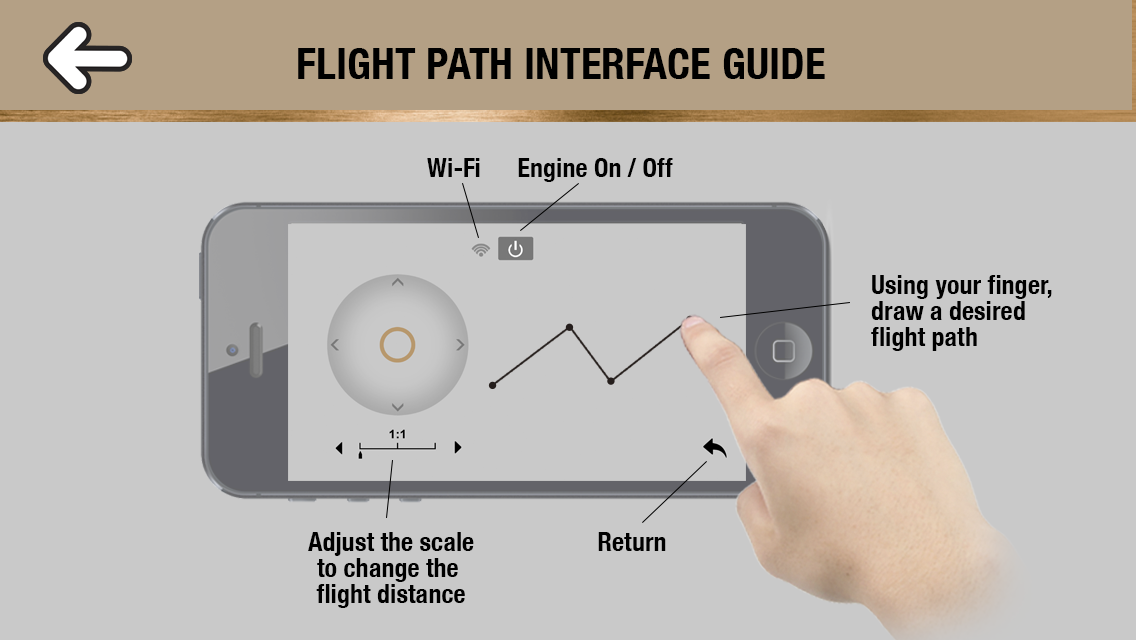 FLIGHT PATH INTERFACE GUIDE
Wi-Fi
Engine On / Off
Using your finger,
draw a desired
flight path
1:1
Adjust the scale
to change the
flight distance
Return